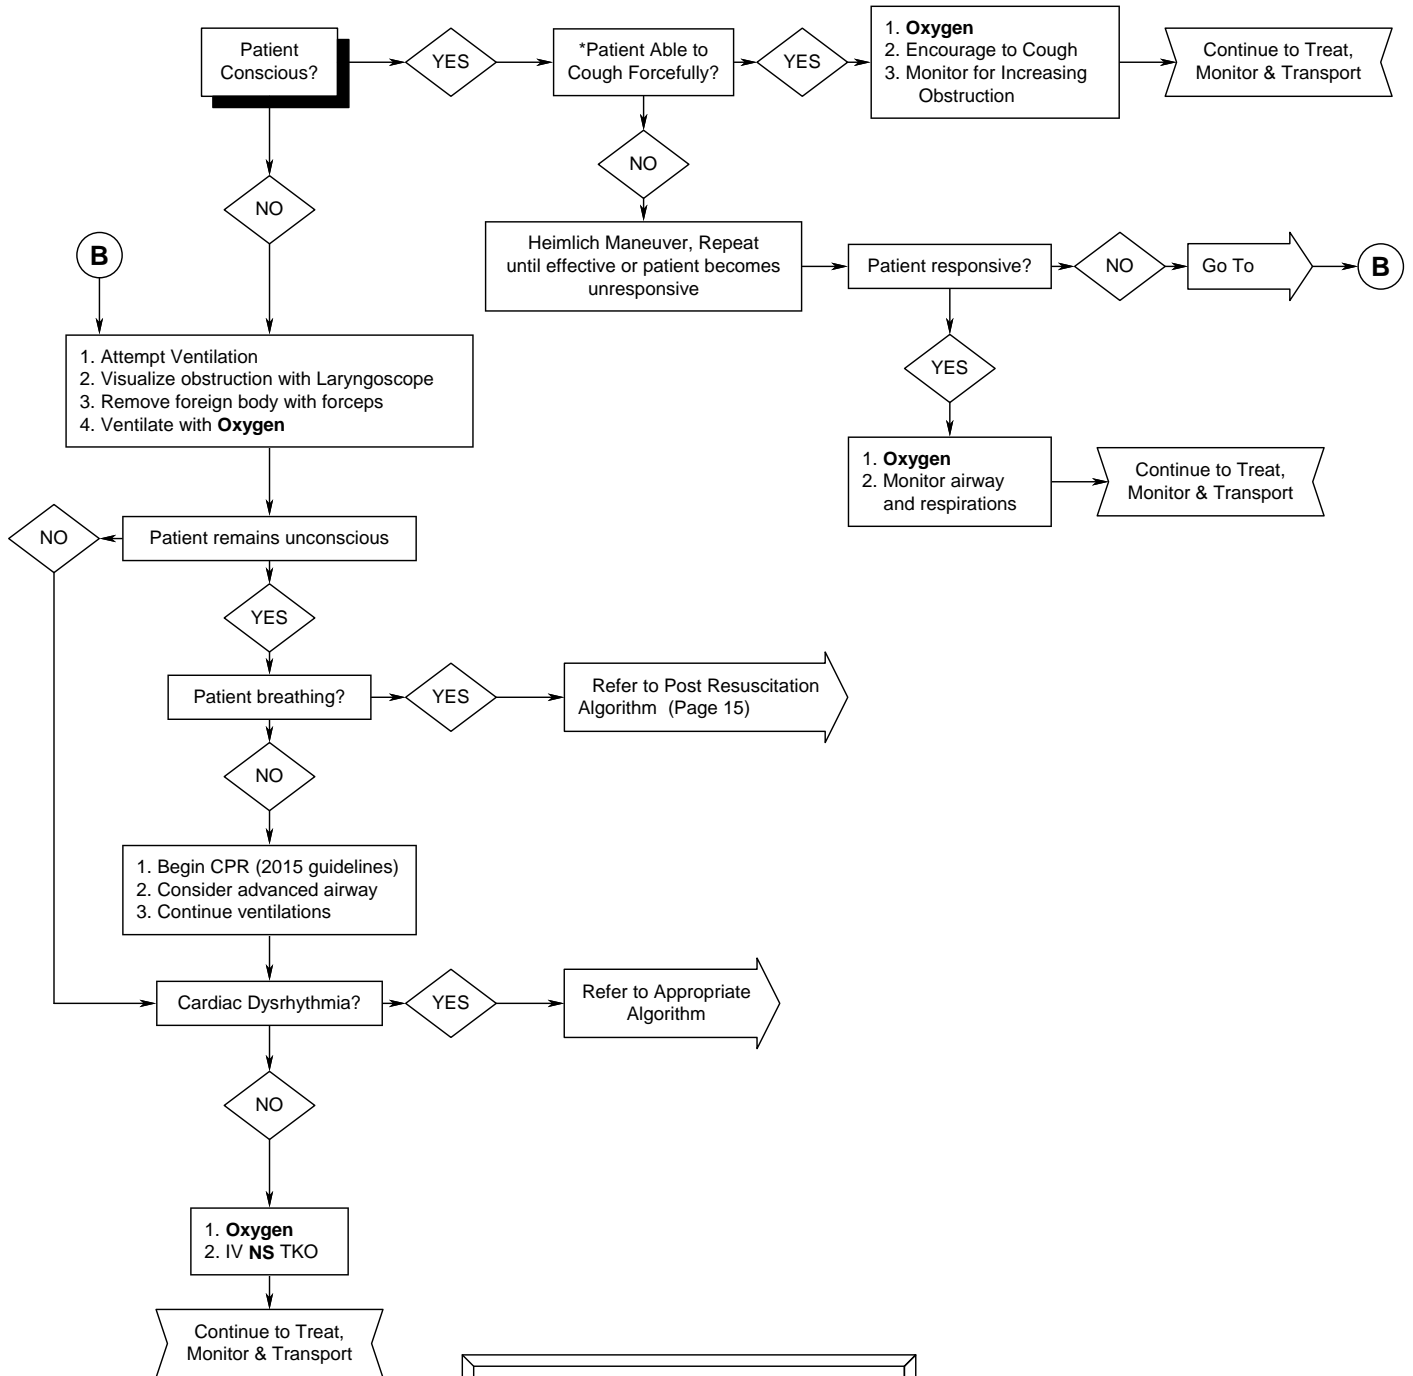 Patient
Conscious?
YES
*Patient Able to
Cough Forcefully?
YES
1. Oxygen
2. Encourage to Cough
3. Monitor for Increasing
Obstruction
Continue to Treat,
Monitor & Transport
NO
NO
Heimlich Maneuver, Repeat
until effective or patient becomes
unresponsive
Patient responsive?
NO
Go To
B
B
YES
1. Attempt Ventilation
2. Visualize obstruction with Laryngoscope
3. Remove foreign body with forceps
4. Ventilate with Oxygen
1. Oxygen
2. Monitor airway
and respirations
Continue to Treat,
Monitor & Transport
NO
Patient remains unconscious
YES
Patient breathing?
YES
Refer to Post Resuscitation
Algorithm (Page 15)
NO
1. Begin CPR (2015 guidelines)
2. Consider advanced airway
3. Continue ventilations
Cardiac Dysrhythmia?
YES
Refer to Appropriate
Algorithm
NO
1. Oxygen
2. IV NS TKO
Continue to Treat,
Monitor & Transport